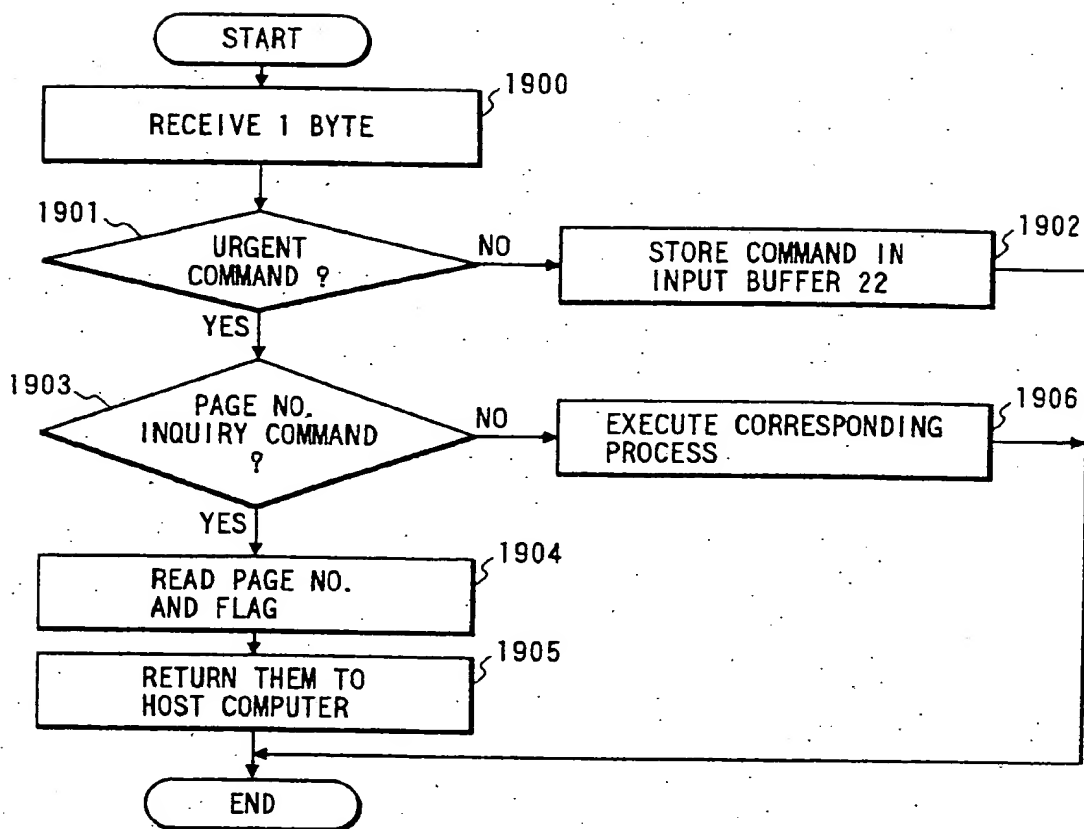 START
1900
RECEIVE 1 BYTE
1901
URGENT
COMMAND ?
NO
1902
STORE COMMAND IN
INPUT BUFFER 22
YES
1903
PAGE NO.
INQUIRY COMMAND
?
NO
1906
EXECUTE CORRESPONDING
PROCESS
YES
1904
READ PAGE NO.
AND FLAG
1905
RETURN THEM TO
HOST COMPUTER
END